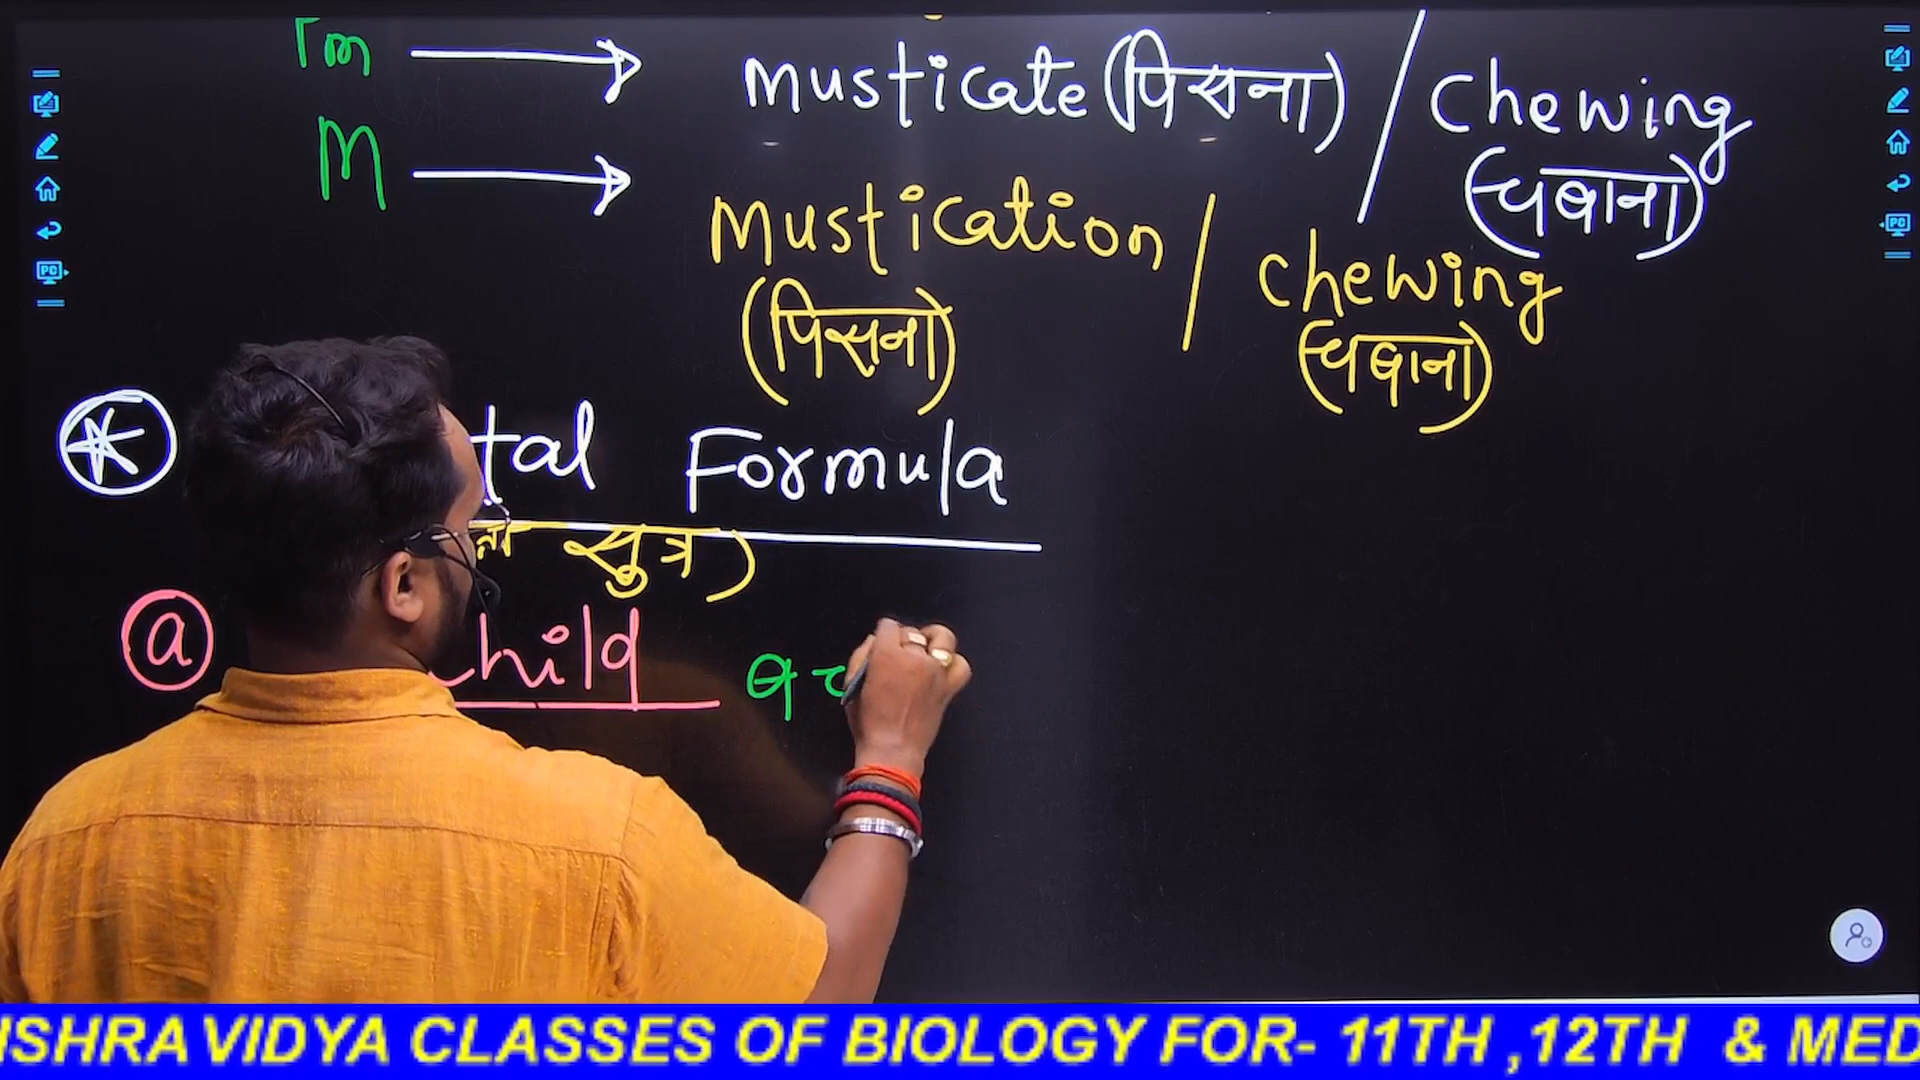 Pm → Musticate (पिसना) / Chewing
(चबाना)
M → Mustication / Chewing
(पिसना) (चबाना)
tal Formula
सुत्र)
a child
ISHRA VIDYA CLASSES OF BIOLOGY FOR- 11TH ,12TH & MED